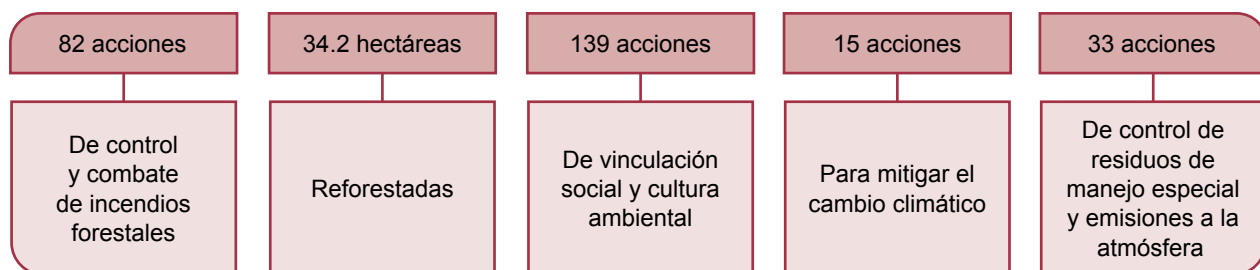 82 acciones
De control
y combate
de incendios
forestales
34.2 hectáreas
Reforestadas
139 acciones
De vinculación
social y cultura
ambiental
15 acciones
Para mitigar el
cambio climático
33 acciones
De control de
residuos de
manejo especial
y emisiones a la
atmósfera